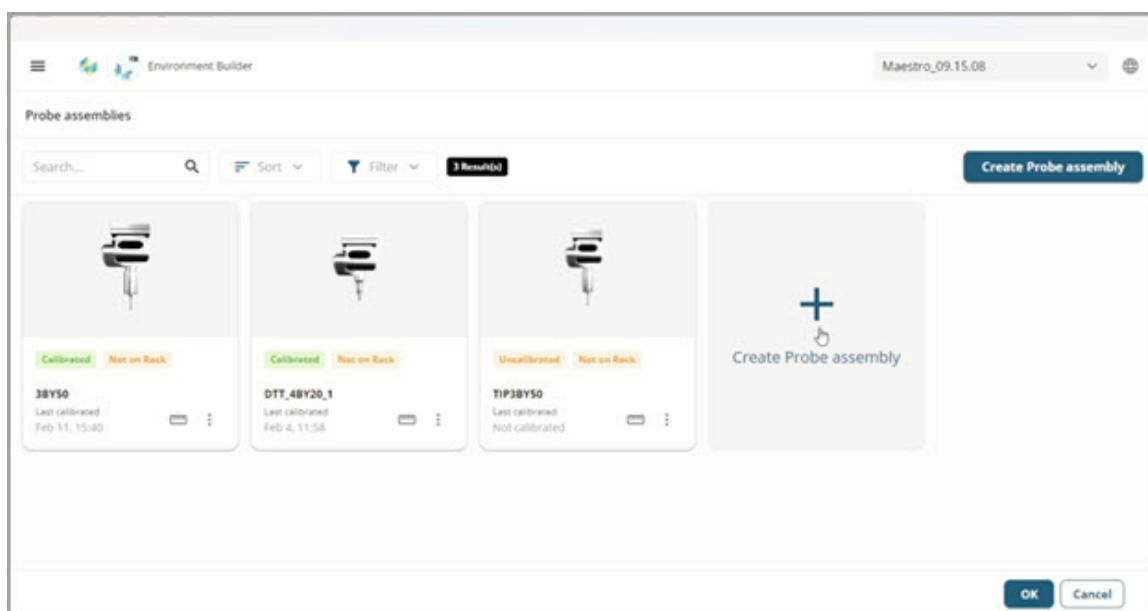 Environment Builder
Maestro_09.15.08
Probe assemblies
Search...
Sort
Filter
3 Result(s)
Create Probe assembly
Calibrated Not on Rack
3BY50
Last calibrated
Feb 11, 15:40
Calibrated Not on Rack
DTT_4BY20_1
Last calibrated
Feb 4, 11:58
Uncalibrated Not on Rack
TIP3BY50
Last calibrated
Not calibrated
Create Probe assembly
OK
Cancel